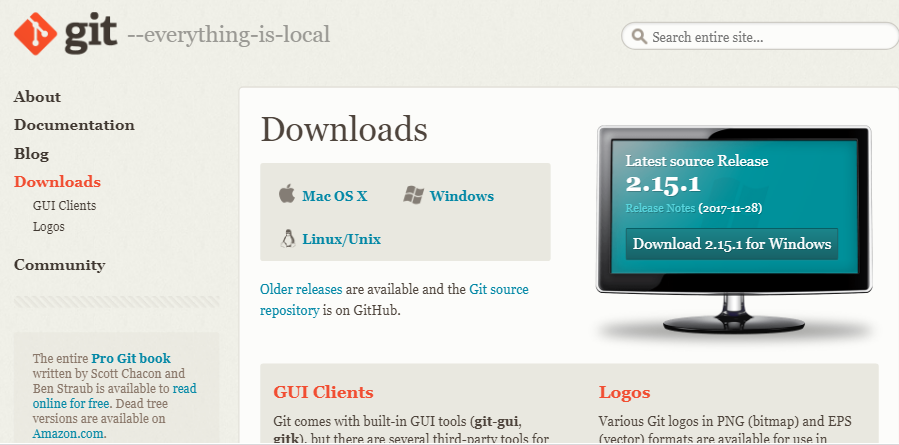 git --everything-is-local
Search entire site...
About
Documentation
Blog
Downloads
GUI Clients
Logos
Community
The entire Pro Git book
written by Scott Chacon and
Ben Straub is available to read
online for free. Dead tree
versions are available on
Amazon.com.
Downloads
Mac OS X
Windows
Linux/Unix
Older releases are available and the Git source
repository is on GitHub.
Latest source Release
2.15.1
Release Notes (2017-11-28)
Download 2.15.1 for Windows
GUI Clients
Git comes with built-in GUI tools (git-gui,
gitk), but there are several third-party tools for
Logos
Various Git logos in PNG (bitmap) and EPS
(vector) formats are available for use in